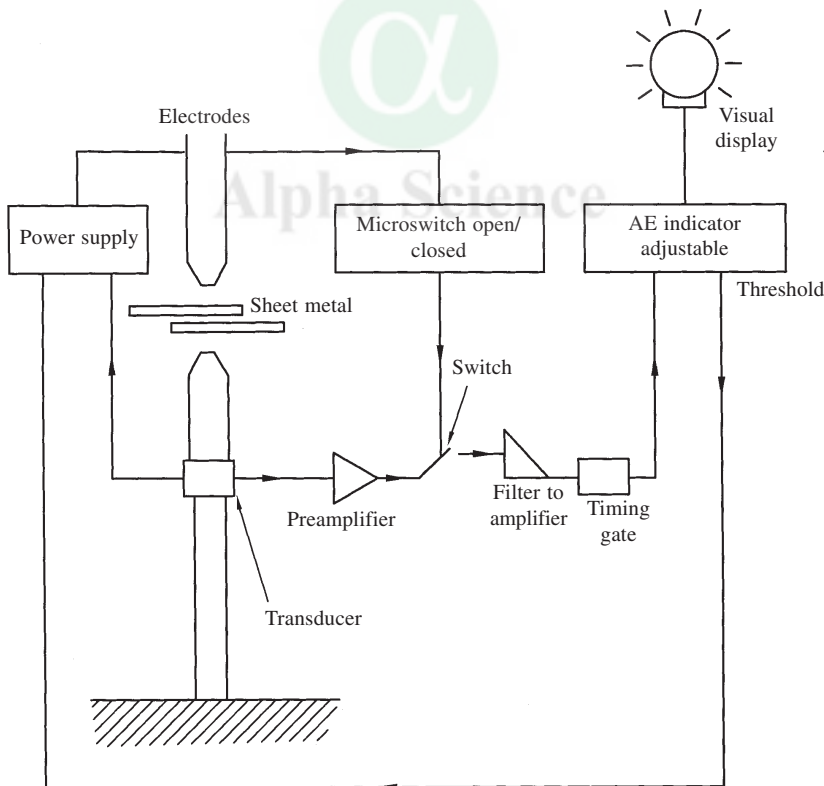 α
Electrodes
Visual
display
Alpha Science
Power supply
Microswitch open/
closed
AE indicator
adjustable
Sheet metal
Threshold
Switch
Preamplifier
Filter to
amplifier
Timing
gate
Transducer